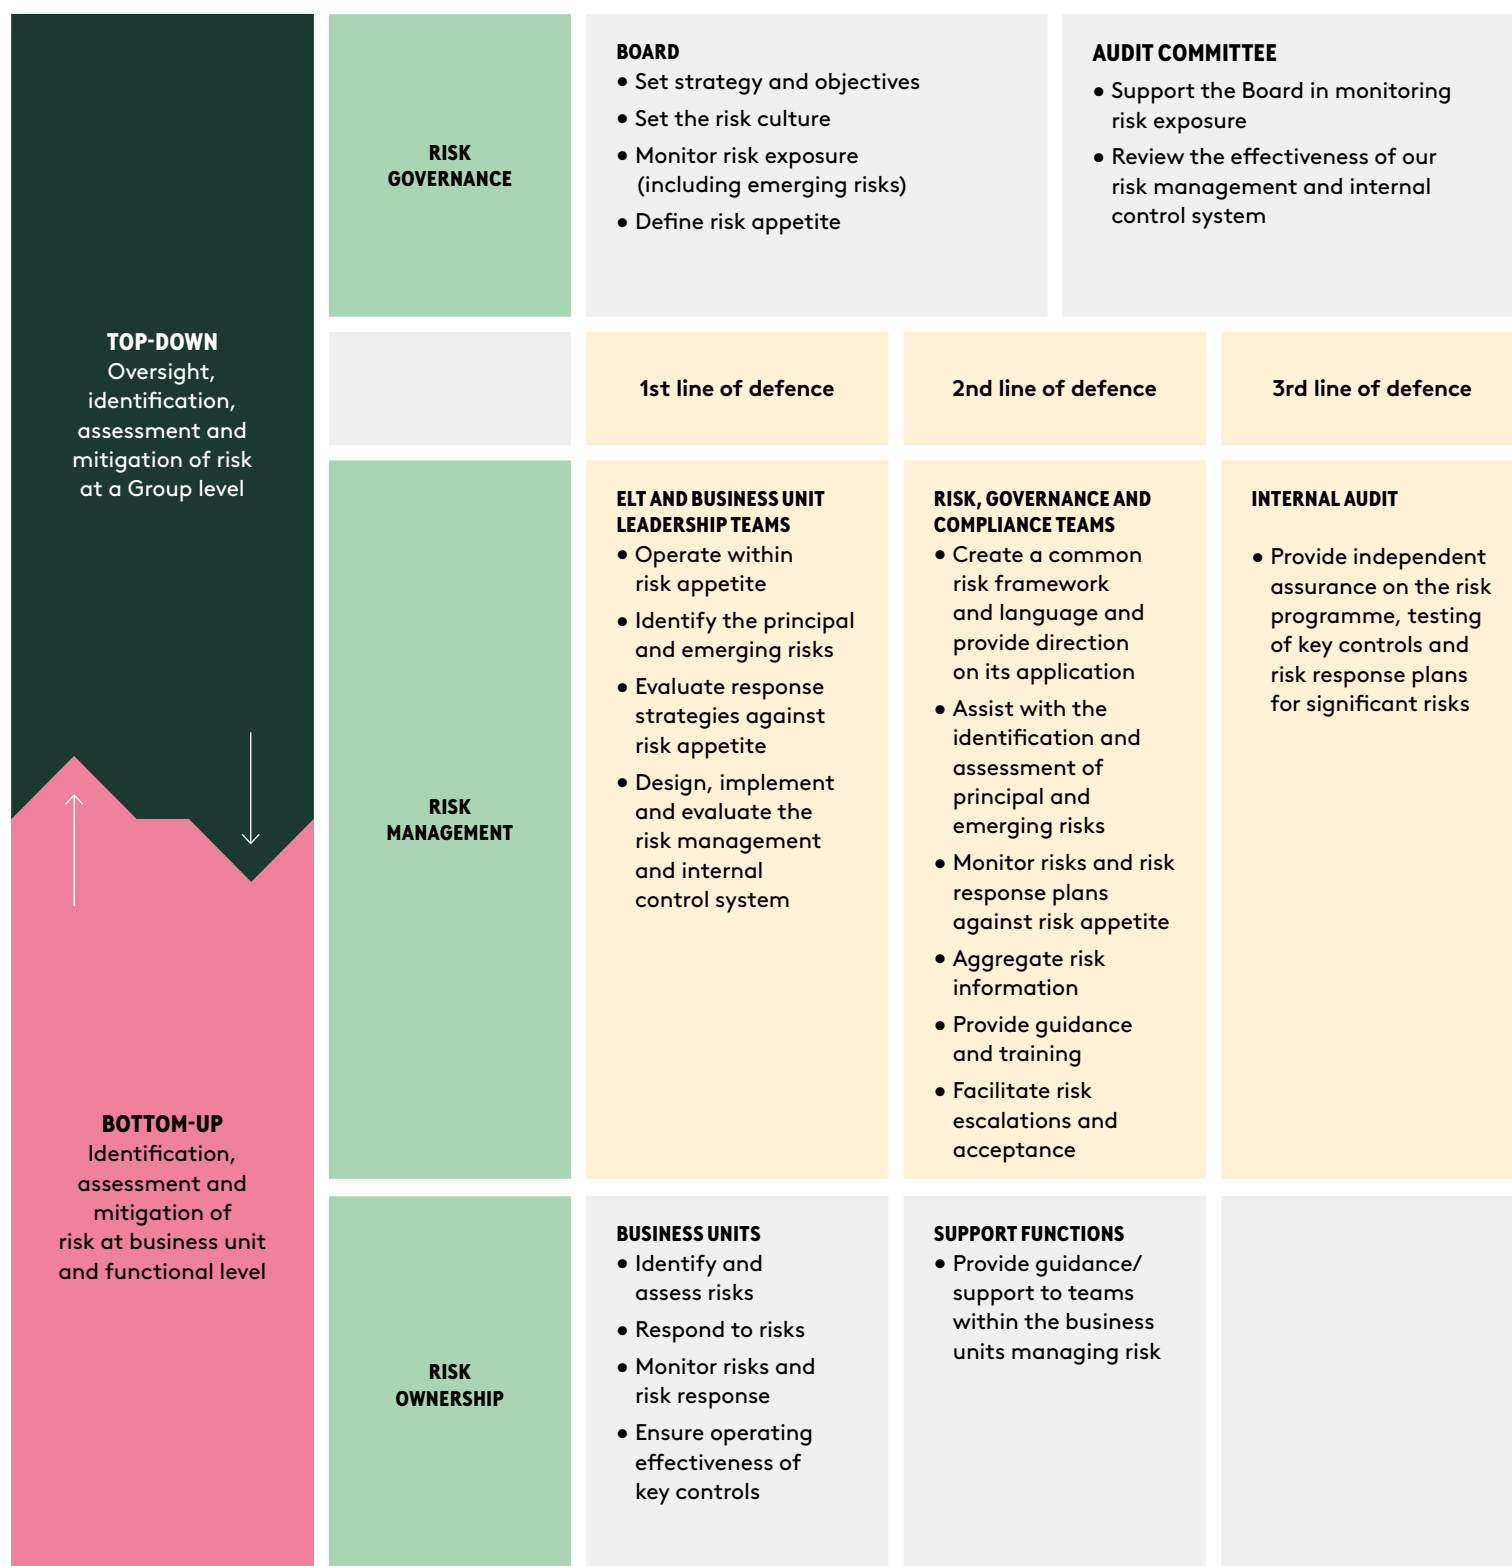 TOP-DOWN
Oversight,
identification,
assessment and
mitigation of risk
at a Group level
BOTTOM-UP
Identification,
assessment and
mitigation of
risk at business unit
and functional level
RISK
GOVERNANCE
BOARD
• Set strategy and objectives
• Set the risk culture
• Monitor risk exposure
(including emerging risks)
• Define risk appetite
AUDIT COMMITTEE
• Support the Board in monitoring
risk exposure
• Review the effectiveness of our
risk management and internal
control system
1st line of defence
2nd line of defence
3rd line of defence
RISK
MANAGEMENT
ELT AND BUSINESS UNIT
LEADERSHIP TEAMS
• Operate within
risk appetite
• Identify the principal
and emerging risks
• Evaluate response
strategies against
risk appetite
• Design, implement
and evaluate the
risk management
and internal
control system
RISK, GOVERNANCE AND
COMPLIANCE TEAMS
• Create a common
risk framework
and language and
provide direction
on its application
• Assist with the
identification and
assessment of
principal and
emerging risks
• Monitor risks and risk
response plans
against risk appetite
• Aggregate risk
information
• Provide guidance
and training
• Facilitate risk
escalations and
acceptance
INTERNAL AUDIT
• Provide independent
assurance on the risk
programme, testing
of key controls and
risk response plans
for significant risks
RISK
OWNERSHIP
BUSINESS UNITS
• Identify and
assess risks
• Respond to risks
• Monitor risks and
risk response
• Ensure operating
effectiveness of
key controls
SUPPORT FUNCTIONS
• Provide guidance/
support to teams
within the business
units managing risk